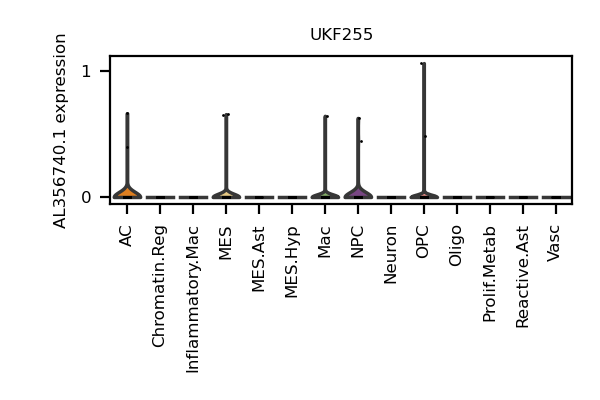 UKF255
AL356740.1 expression
1
0
AC
Chromatin.Reg
Inflammatory.Mac
MES
MES.Ast
MES.Hyp
Mac
NPC
Neuron
OPC
Oligo
Prolif.Metab
Reactive.Ast
Vasc